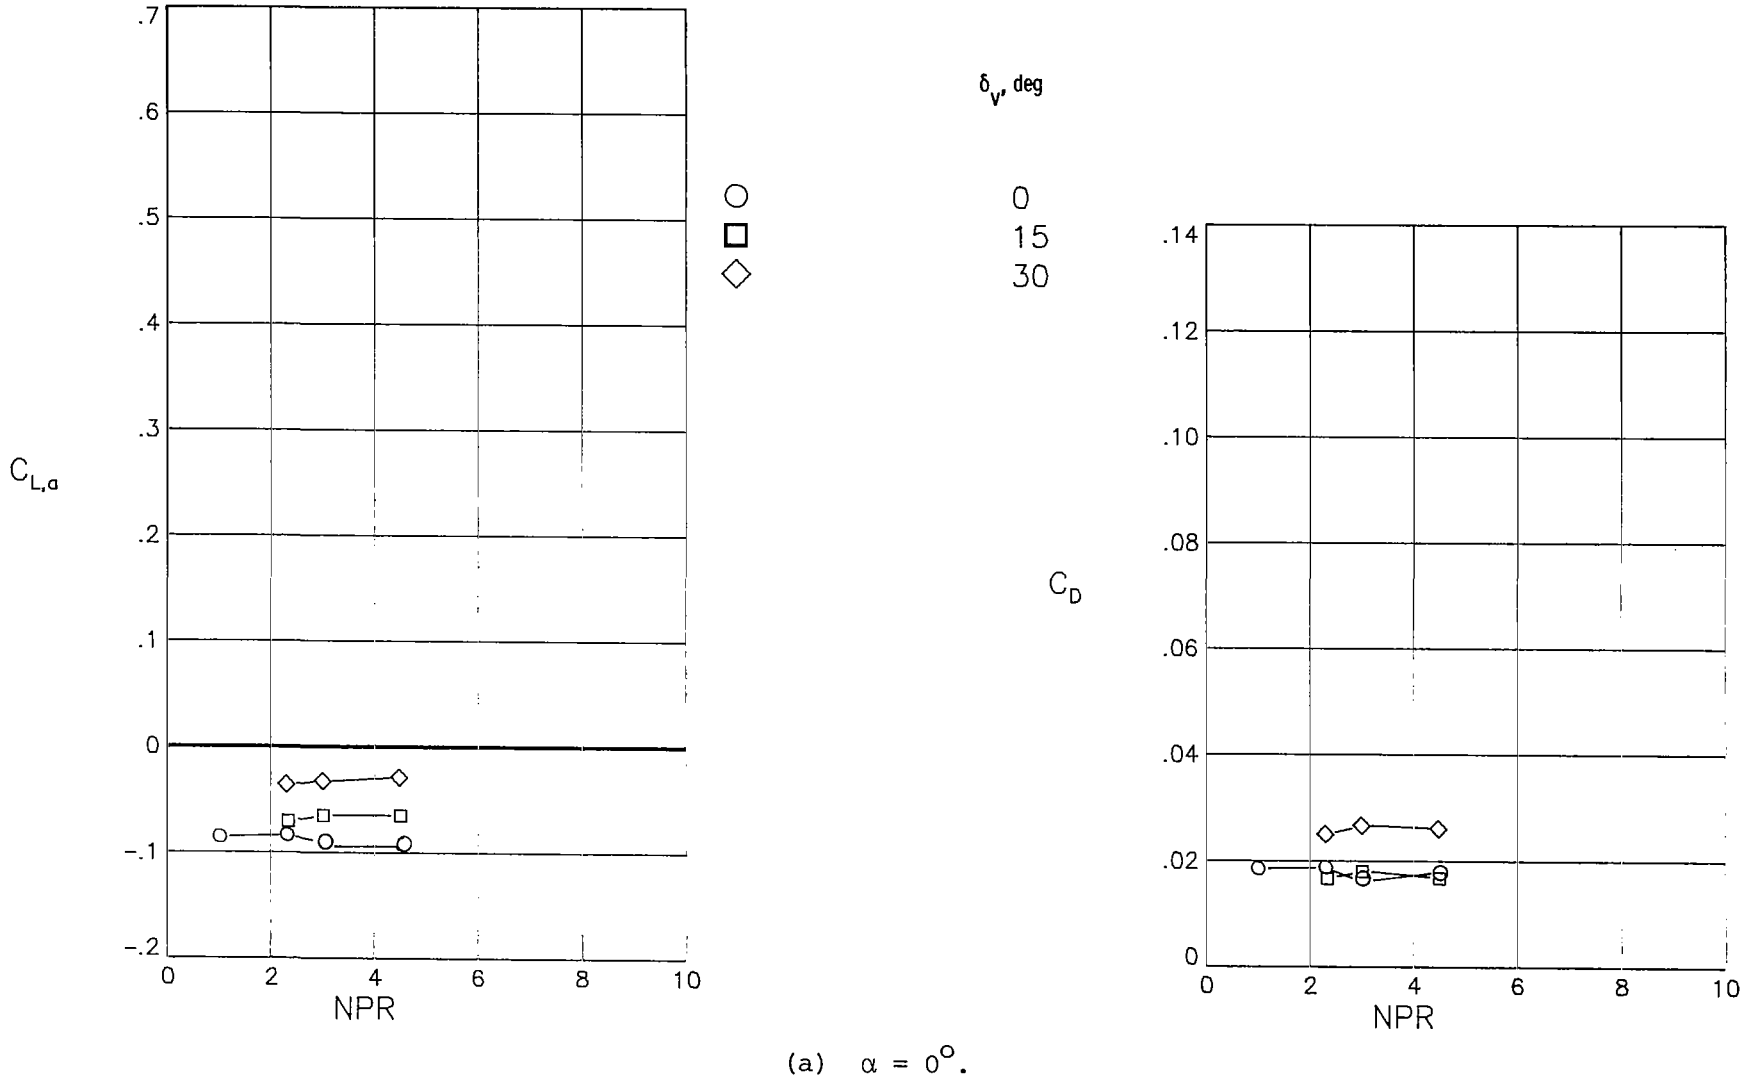 .7
.6
.5
.4
.3
.2
.1
0
-.1
-.2
C_{L,a}
0 2 4 6 8 10
NPR
δ_v, deg
0
15
30
.14
.12
.10
.08
.06
.04
.02
0
C_D
0 2 4 6 8 10
NPR
(a) α = 0°.